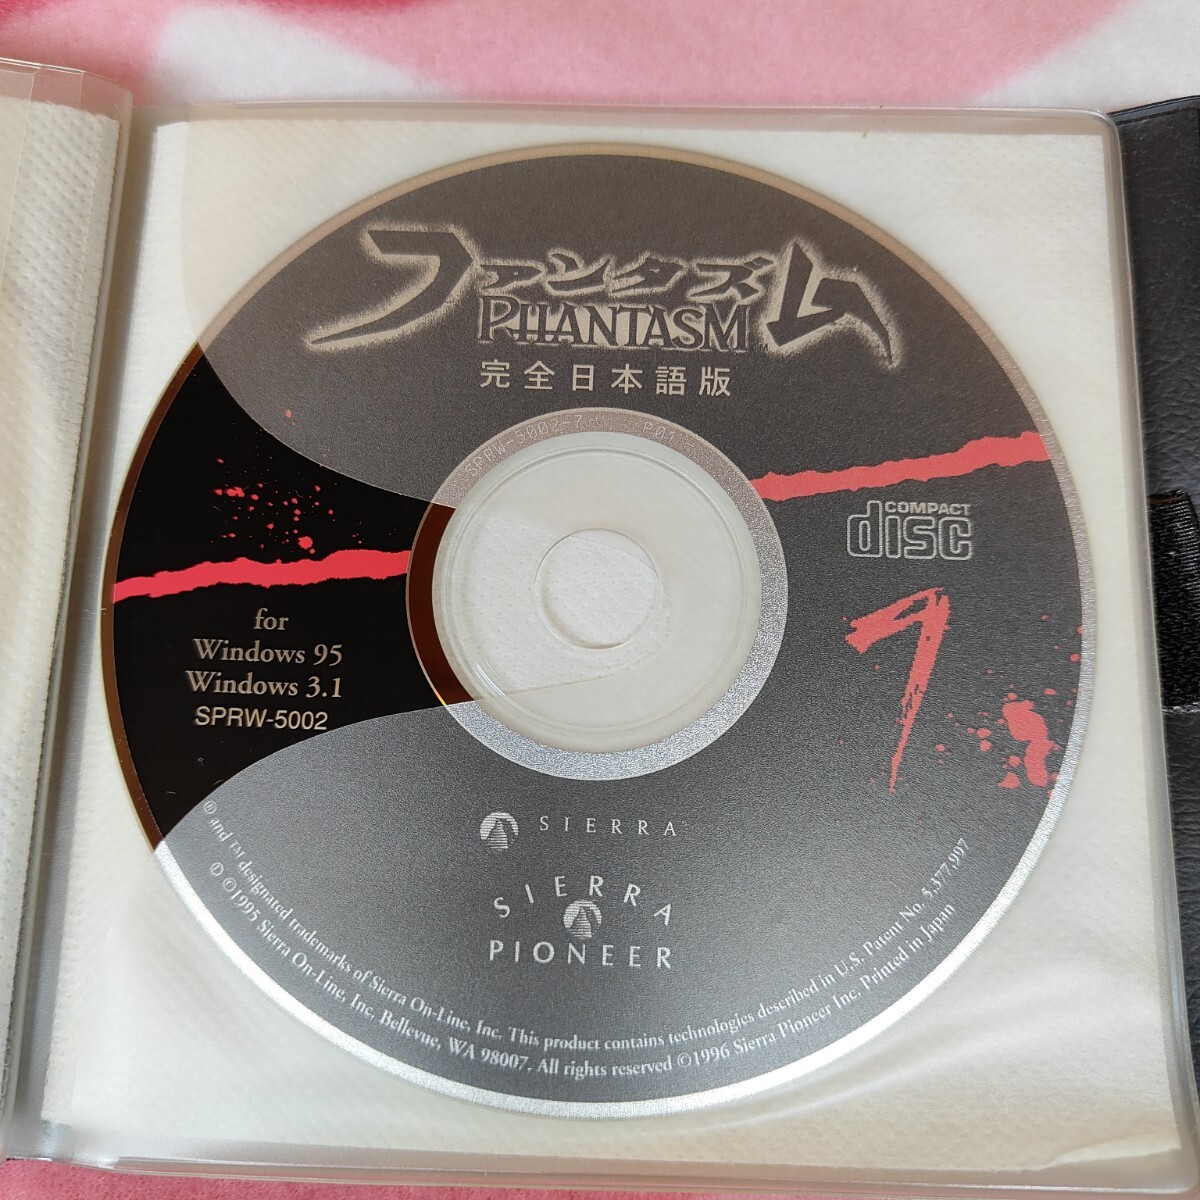 ファンタズム
PHANTASM
完全日本語版
SPRW-5002-7 P01
COMPACT
disc
7
for
Windows 95
Windows 3.1
SPRW-5002
SIERRA
SIERRA
PIONEER
® and ™ designated trademarks of Sierra On-Line, Inc. This product contains technologies described in U.S. Patent No. 5,377,997
Ⓟ ©1995 Sierra On-Line, Inc. Bellevue, WA 98007. All rights reserved ©1996 Sierra Pioneer Inc. Printed in Japan